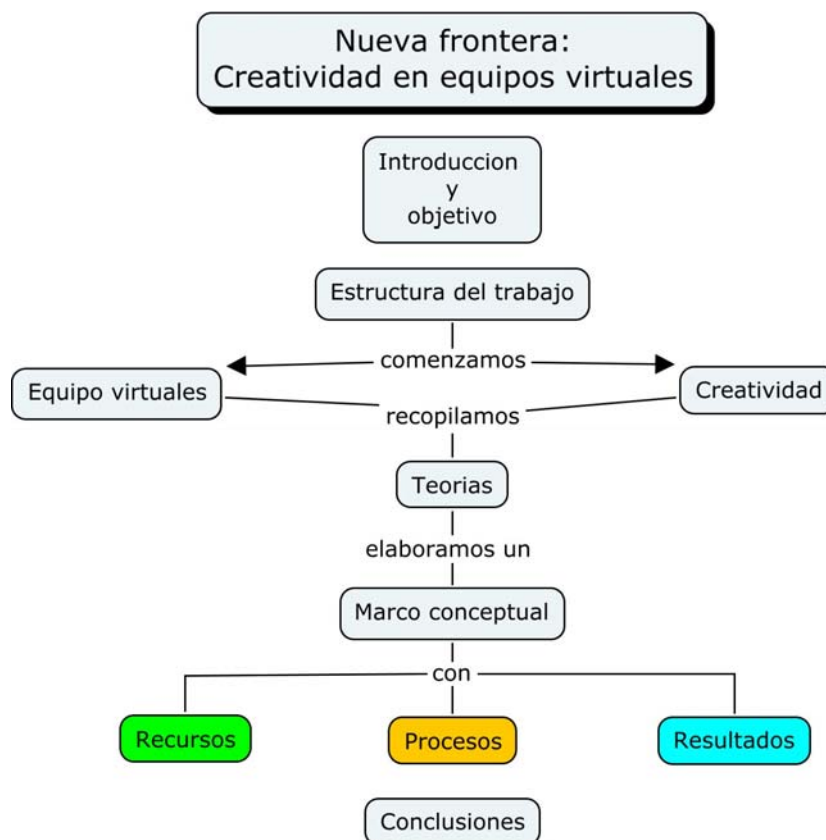 Nueva frontera:
Creatividad en equipos virtuales
Introduccion
y
objetivo
Estructura del trabajo
comenzamos
Equipo virtuales
Creatividad
recopilamos
Teorias
elaboramos un
Marco conceptual
con
Recursos
Procesos
Resultados
Conclusiones